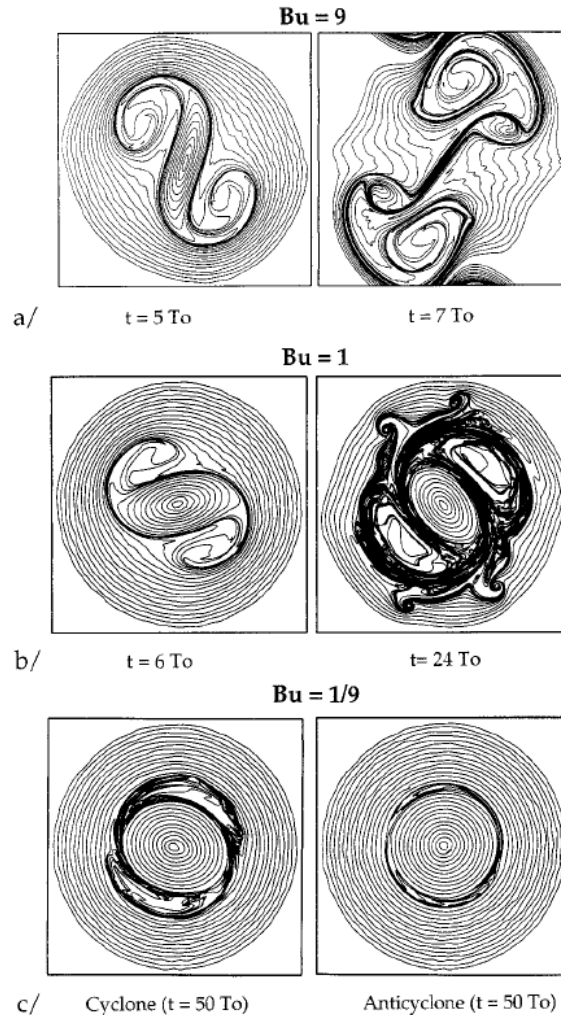 Bu = 9
a/ t = 5 To t = 7 To
Bu = 1
b/ t = 6 To t= 24 To
Bu = 1/9
c/ Cyclone (t = 50 To) Anticyclone (t = 50 To)